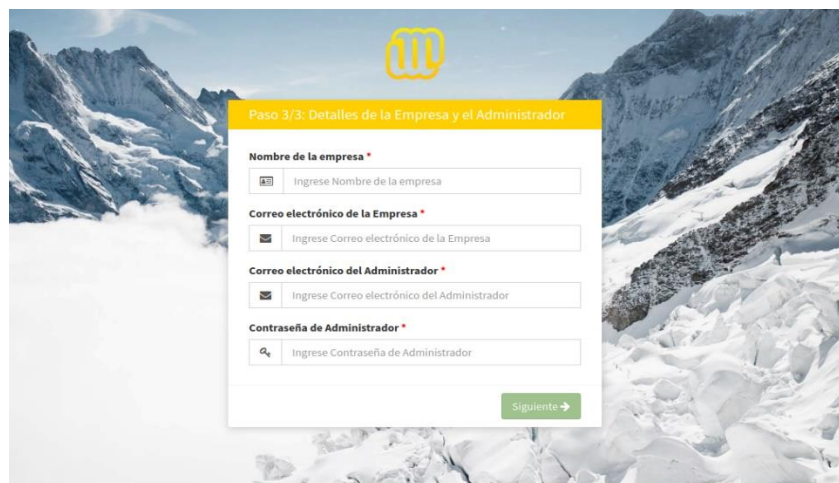 Paso 3/3: Detalles de la Empresa y el Administrador
Nombre de la empresa *
Ingrese Nombre de la empresa
Correo electrónico de la Empresa *
Ingrese Correo electrónico de la Empresa
Correo electrónico del Administrador *
Ingrese Correo electrónico del Administrador
Contraseña de Administrador *
Ingrese Contraseña de Administrador
Siguiente →